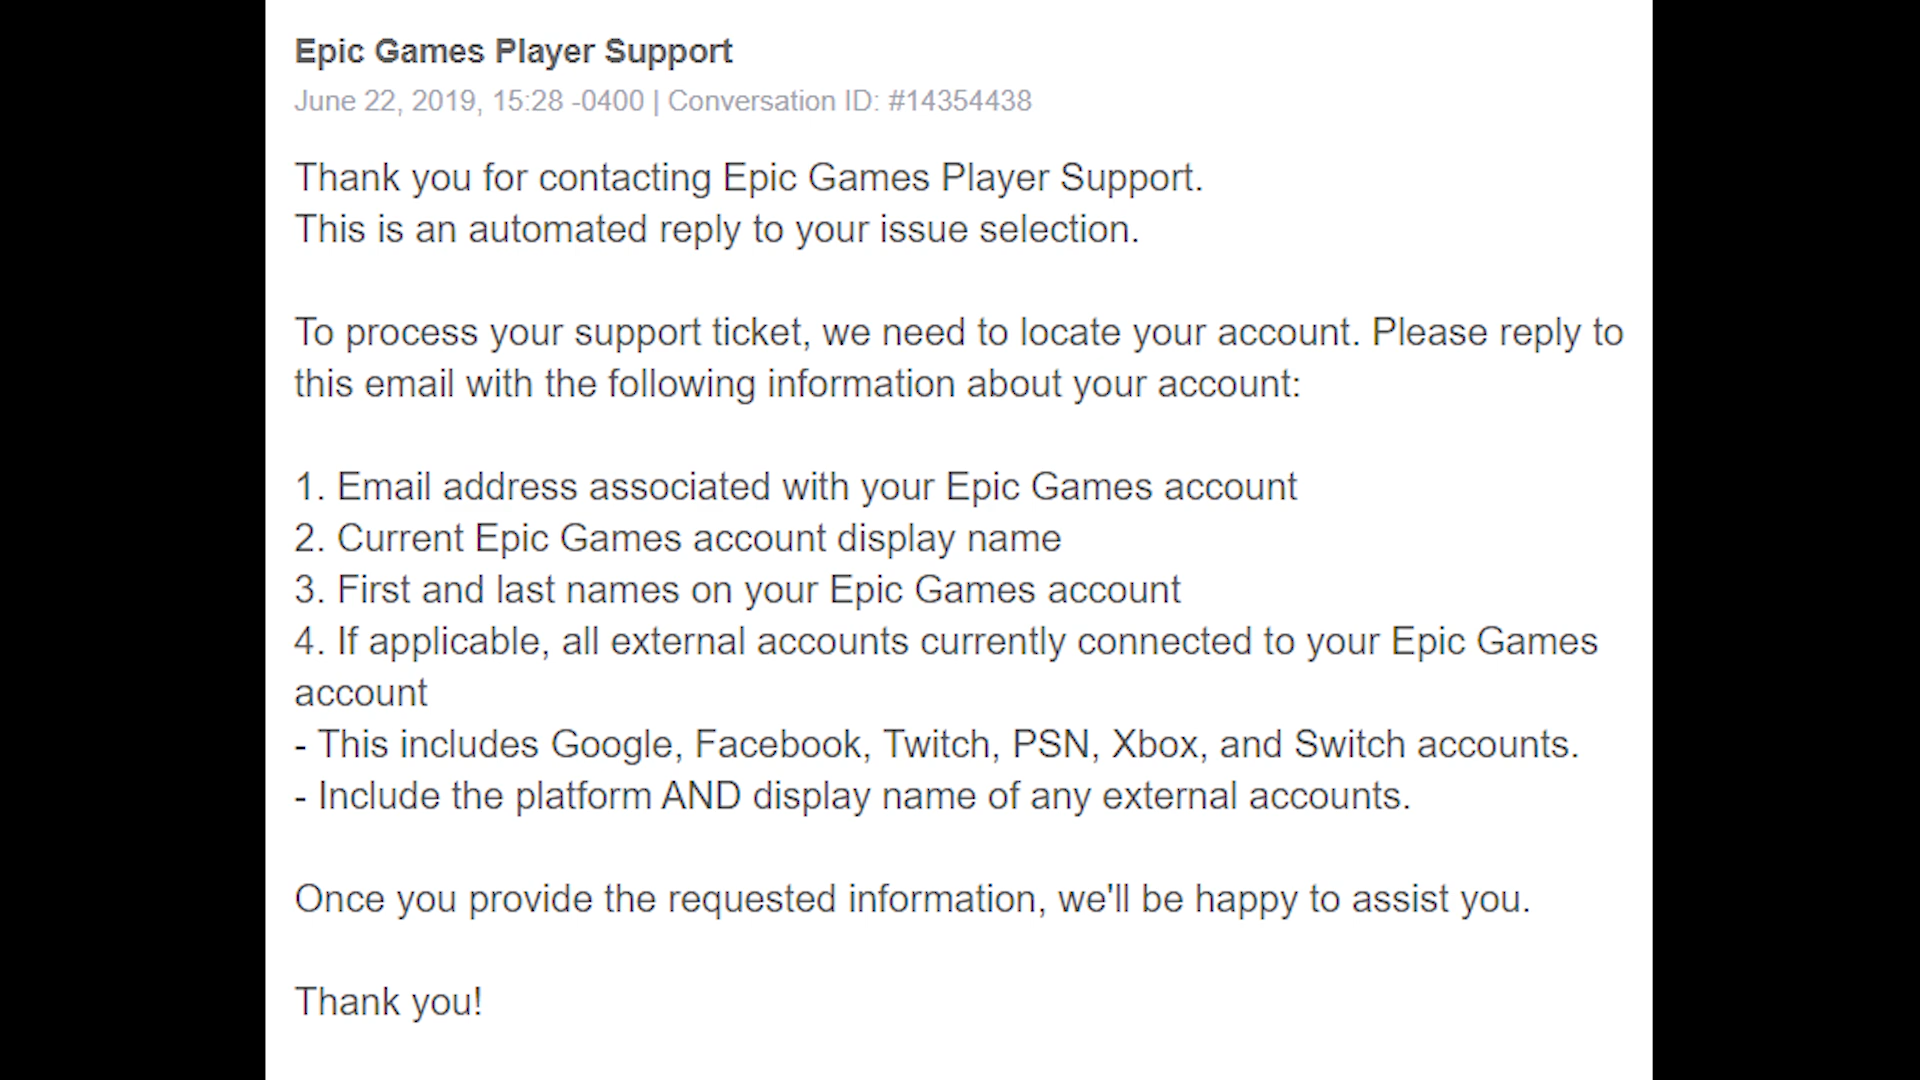 Epic Games Player Support
June 22, 2019, 15:28 -0400 | Conversation ID: #14354438
Thank you for contacting Epic Games Player Support.
This is an automated reply to your issue selection.
To process your support ticket, we need to locate your account. Please reply to
this email with the following information about your account:
1. Email address associated with your Epic Games account
2. Current Epic Games account display name
3. First and last names on your Epic Games account
4. If applicable, all external accounts currently connected to your Epic Games
account
- This includes Google, Facebook, Twitch, PSN, Xbox, and Switch accounts.
- Include the platform AND display name of any external accounts.
Once you provide the requested information, we'll be happy to assist you.
Thank you!